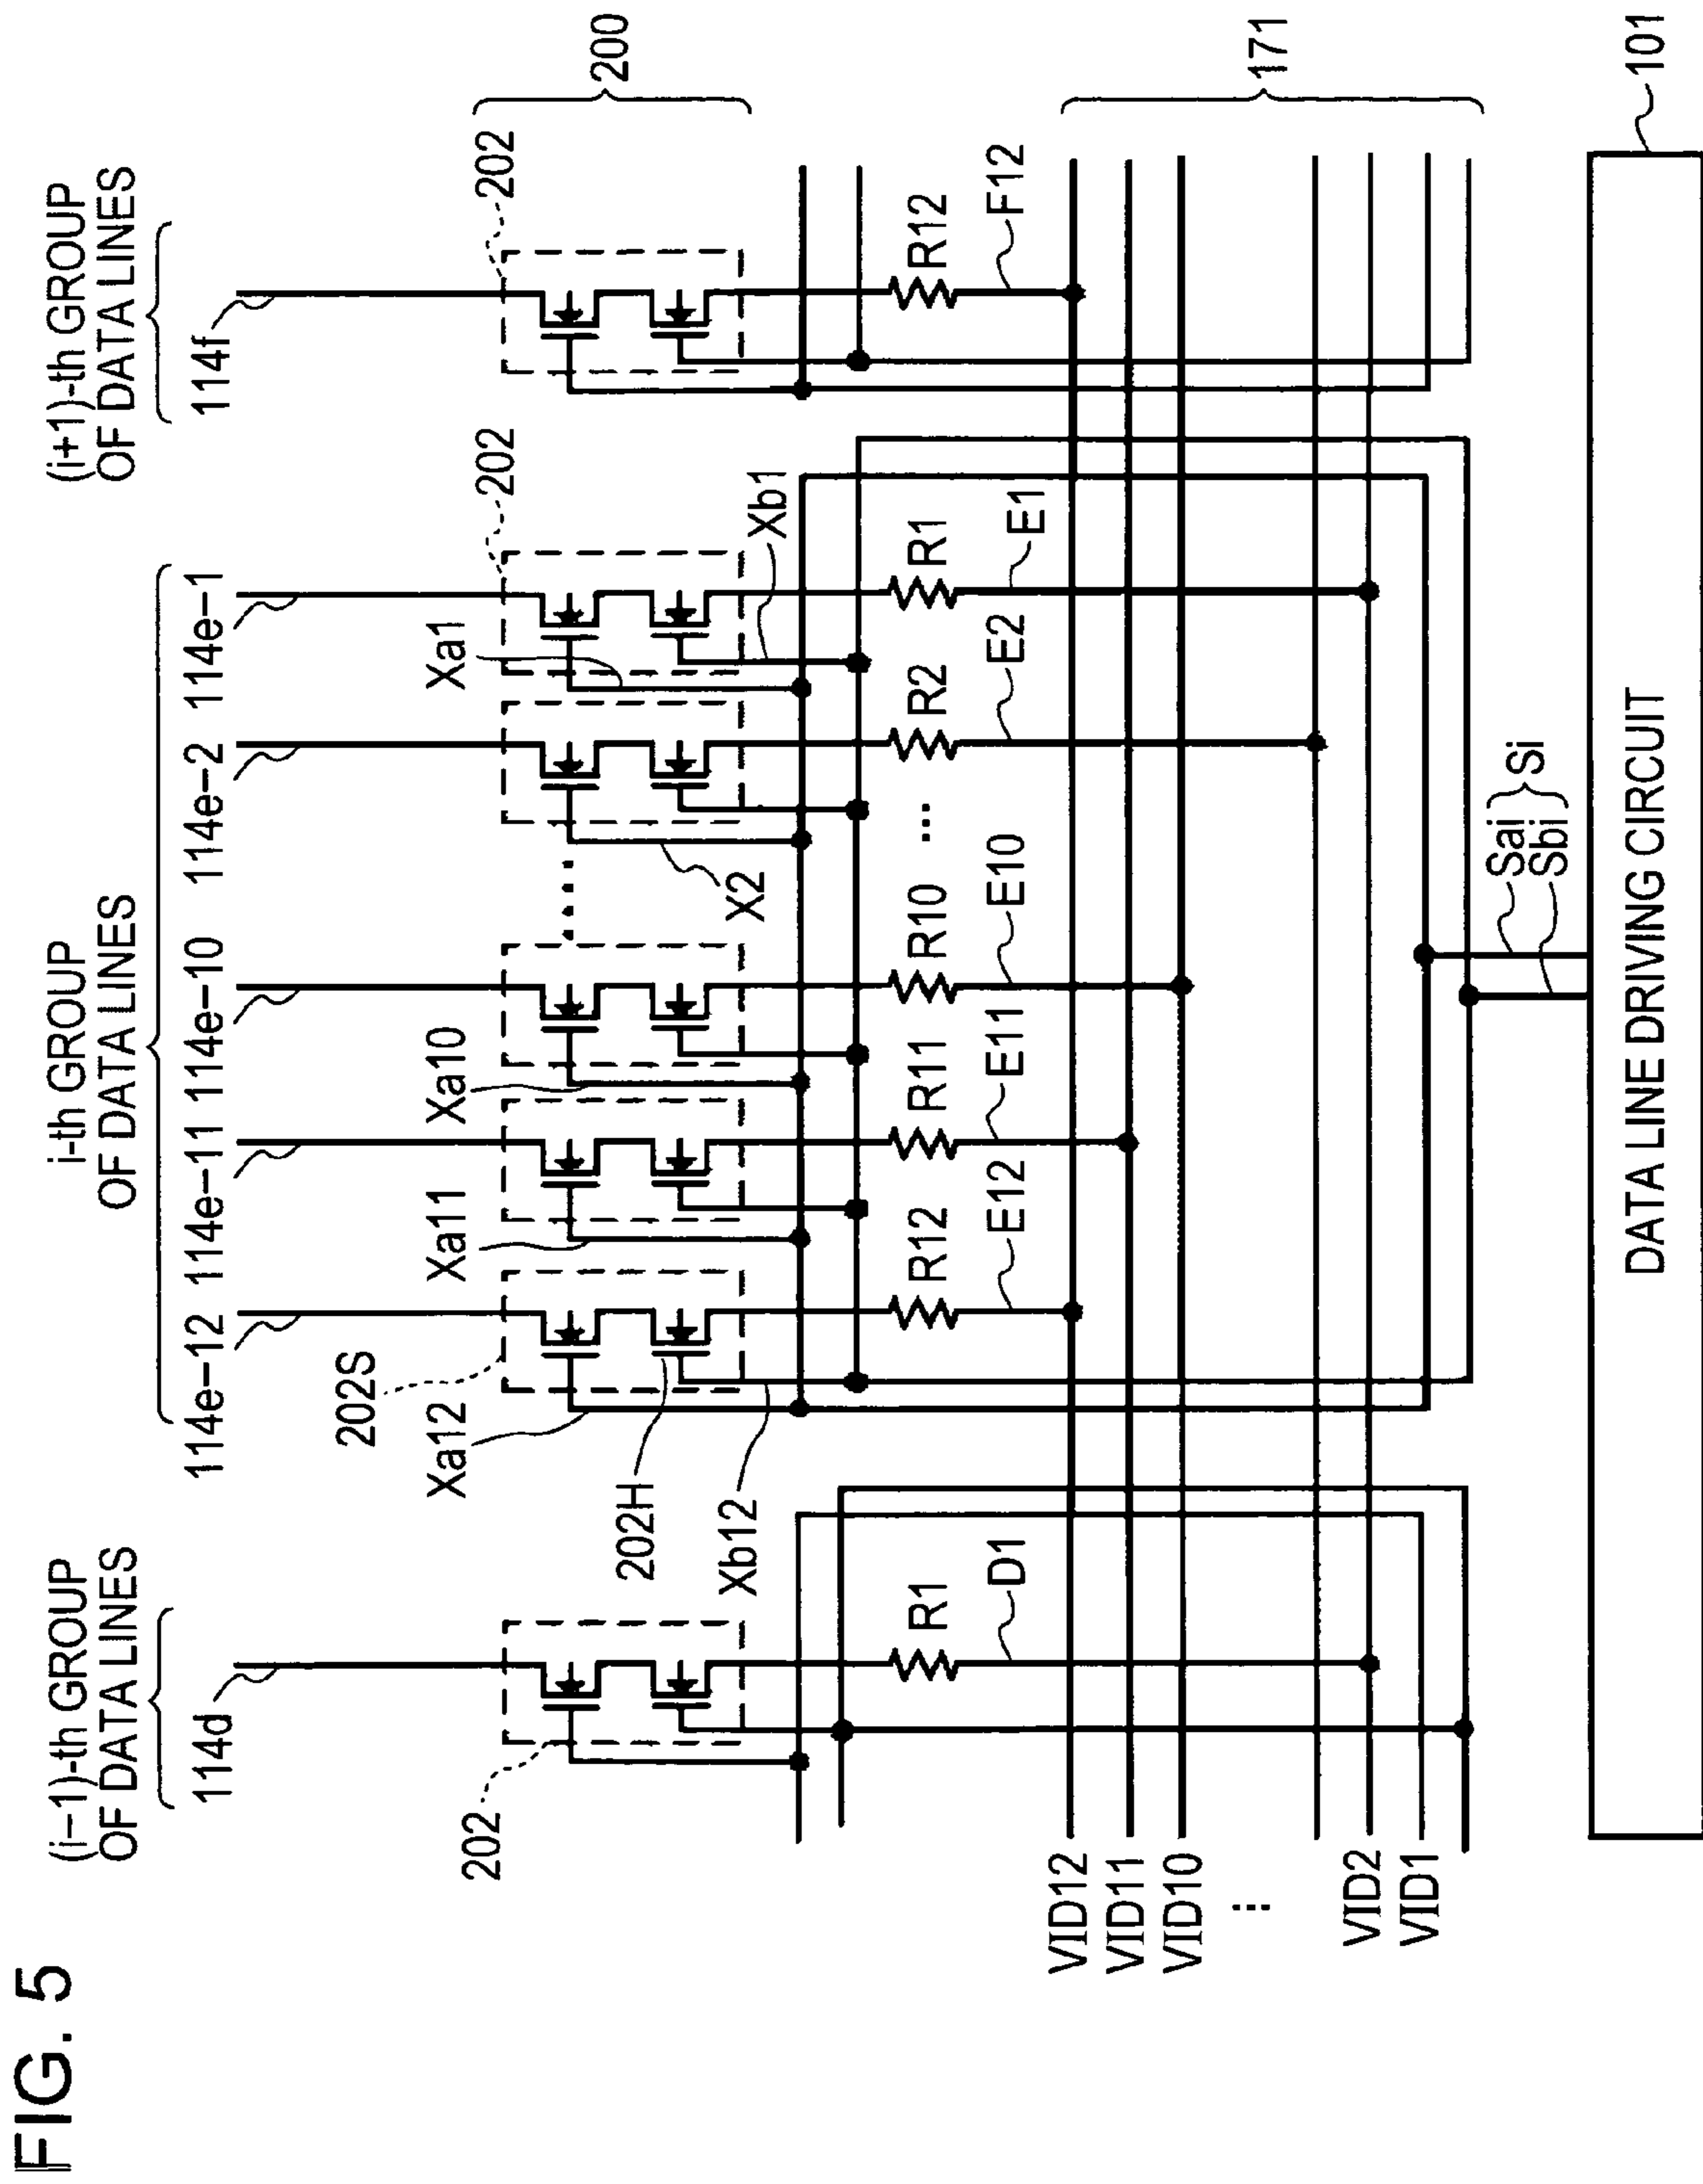 FIG. 5
(i−1)-th GROUP
OF DATA LINES
i-th GROUP
OF DATA LINES
(i+1)-th GROUP
OF DATA LINES
114d
114e−12
114e−11
114e−10
114e−2
114e−1
114f
202
202S
202H
Xa12
Xb12
Xa11
Xa10
X2
Xa1
Xb1
202
202
200
R1
R12
R11
R10
...
R2
R1
R12
D1
E12
E11
E10
E2
E1
F12
VID12
VID11
VID10
...
VID2
VID1
171
Sai
Sbi
Si
DATA LINE DRIVING CIRCUIT
101